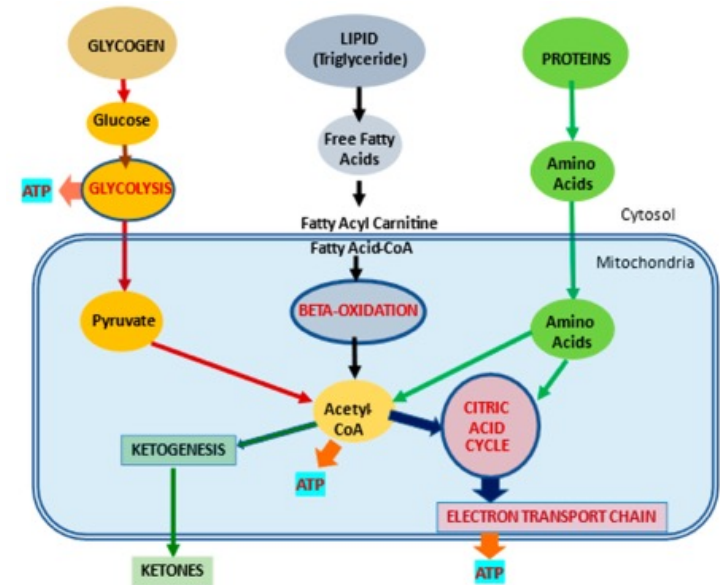 GLYCOGEN
LIPID
(Triglyceride)
PROTEINS
Glucose
Free Fatty
Acids
Amino
Acids
ATP
GLYCOLYSIS
Cytosol
Fatty Acyl Carnitine
Fatty Acid-CoA
Mitochondria
Pyruvate
BETA-OXIDATION
Amino
Acids
Acetyl-
CoA
CITRIC
ACID
CYCLE
KETOGENESIS
ATP
ELECTRON TRANSPORT CHAIN
KETONES
ATP